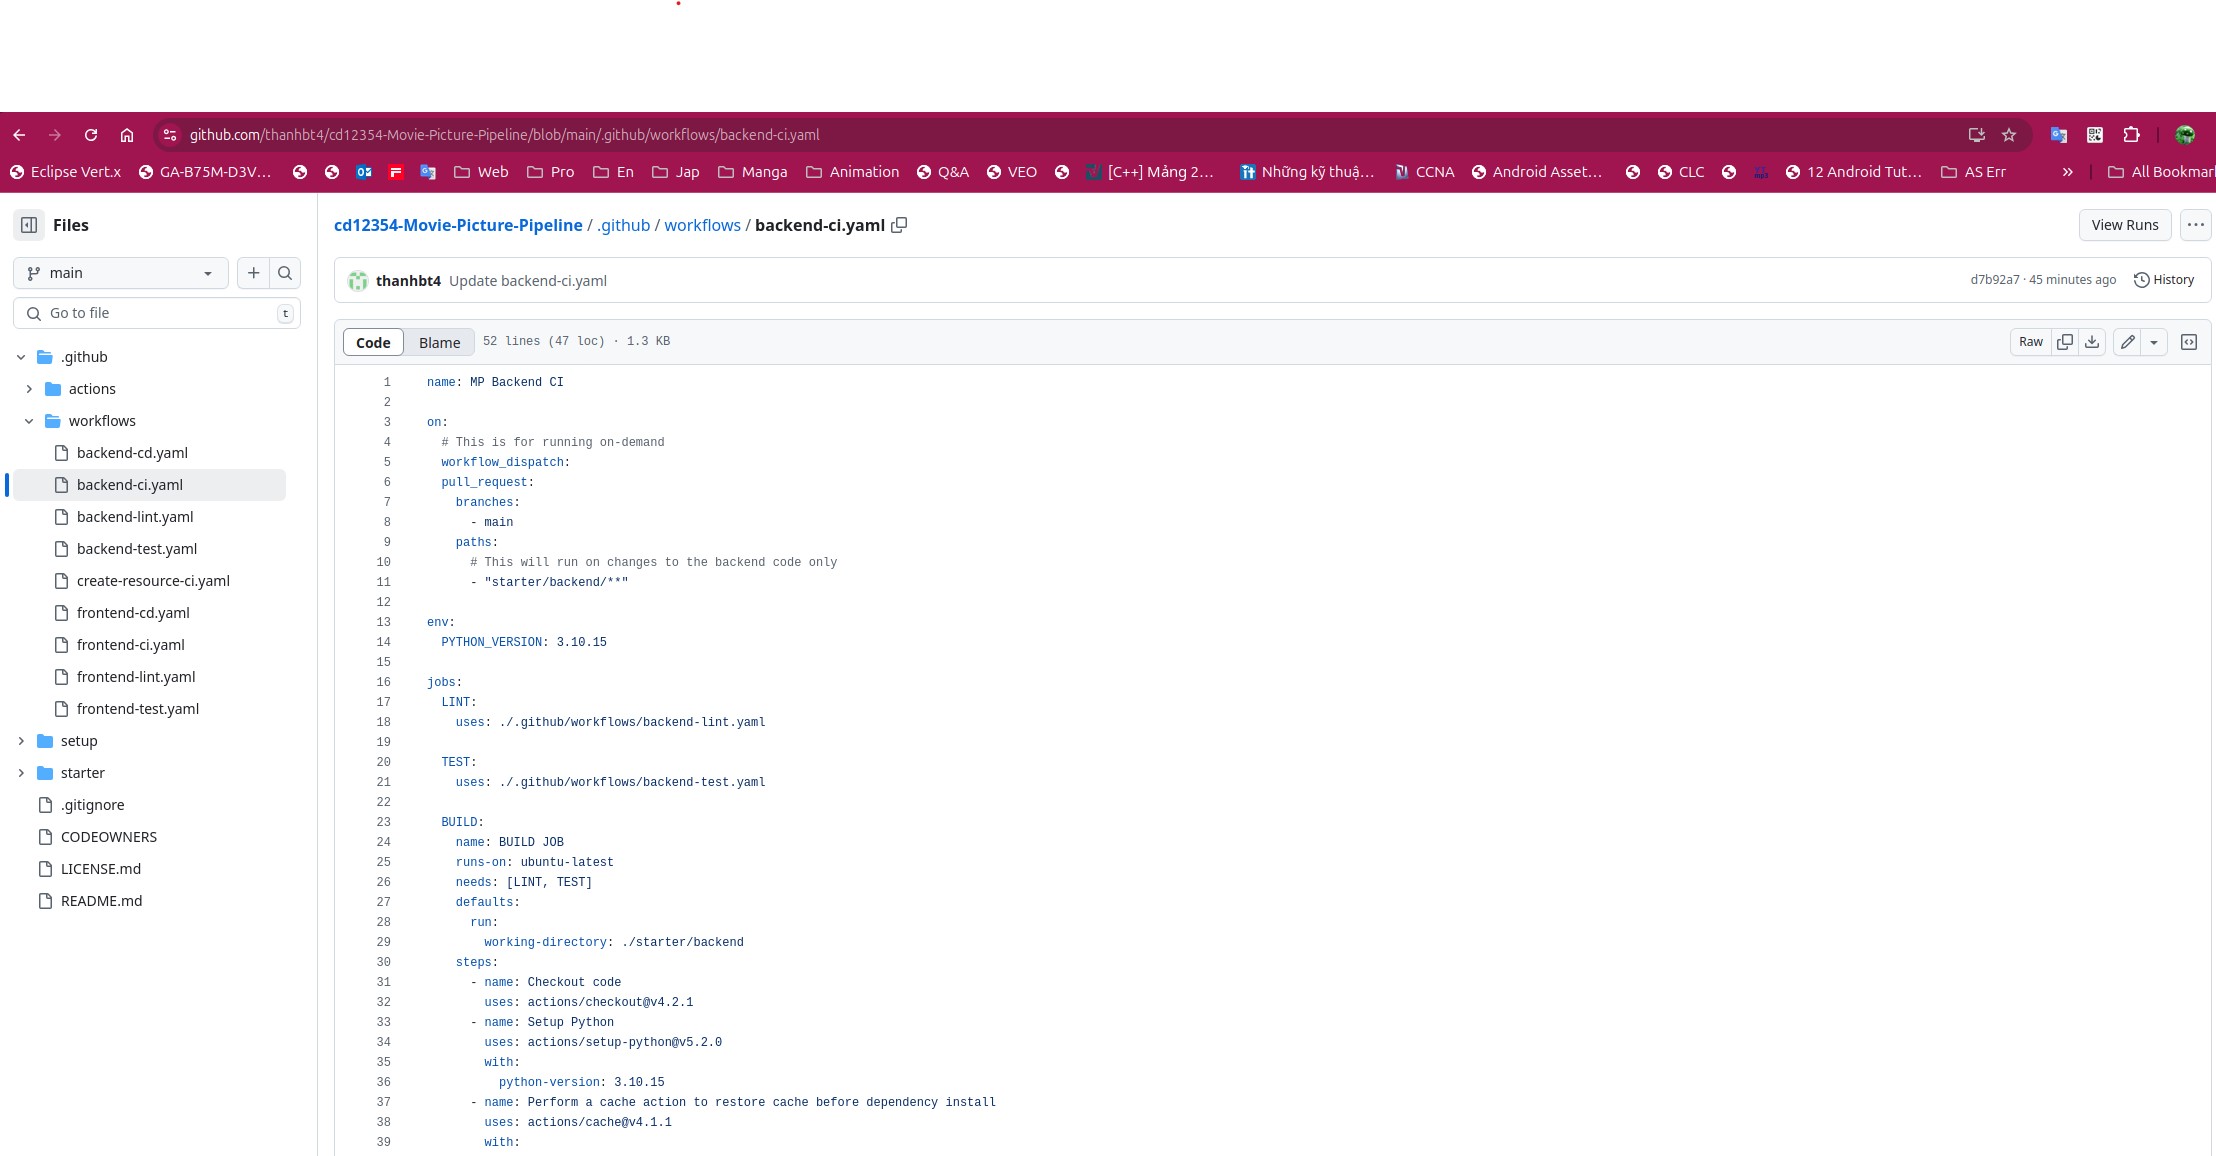 github.com/thanhbt4/cd12354-Movie-Picture-Pipeline/blob/main/.github/workflows/backend-ci.yaml
Eclipse Vert.x GA-B75M-D3V... Web Pro En Jap Manga Animation Q&A VEO [C++] Mảng 2... Những kỹ thuậ... CCNA Android Asset... CLC 12 Android Tut... AS Err » All Bookmar
Files
main
Go to file t
.github
actions
workflows
backend-cd.yaml
backend-ci.yaml
backend-lint.yaml
backend-test.yaml
create-resource-ci.yaml
frontend-cd.yaml
frontend-ci.yaml
frontend-lint.yaml
frontend-test.yaml
setup
starter
.gitignore
CODEOWNERS
LICENSE.md
README.md
cd12354-Movie-Picture-Pipeline / .github / workflows / backend-ci.yaml
View Runs
thanhbt4 Update backend-ci.yaml
d7b92a7 · 45 minutes ago History
Code Blame 52 lines (47 loc) · 1.3 KB
Raw
1 name: MP Backend CI
2
3 on:
4 # This is for running on-demand
5 workflow_dispatch:
6 pull_request:
7 branches:
8 - main
9 paths:
10 # This will run on changes to the backend code only
11 - "starter/backend/**"
12
13 env:
14 PYTHON_VERSION: 3.10.15
15
16 jobs:
17 LINT:
18 uses: ./.github/workflows/backend-lint.yaml
19
20 TEST:
21 uses: ./.github/workflows/backend-test.yaml
22
23 BUILD:
24 name: BUILD JOB
25 runs-on: ubuntu-latest
26 needs: [LINT, TEST]
27 defaults:
28 run:
29 working-directory: ./starter/backend
30 steps:
31 - name: Checkout code
32 uses: actions/checkout@v4.2.1
33 - name: Setup Python
34 uses: actions/setup-python@v5.2.0
35 with:
36 python-version: 3.10.15
37 - name: Perform a cache action to restore cache before dependency install
38 uses: actions/cache@v4.1.1
39 with: